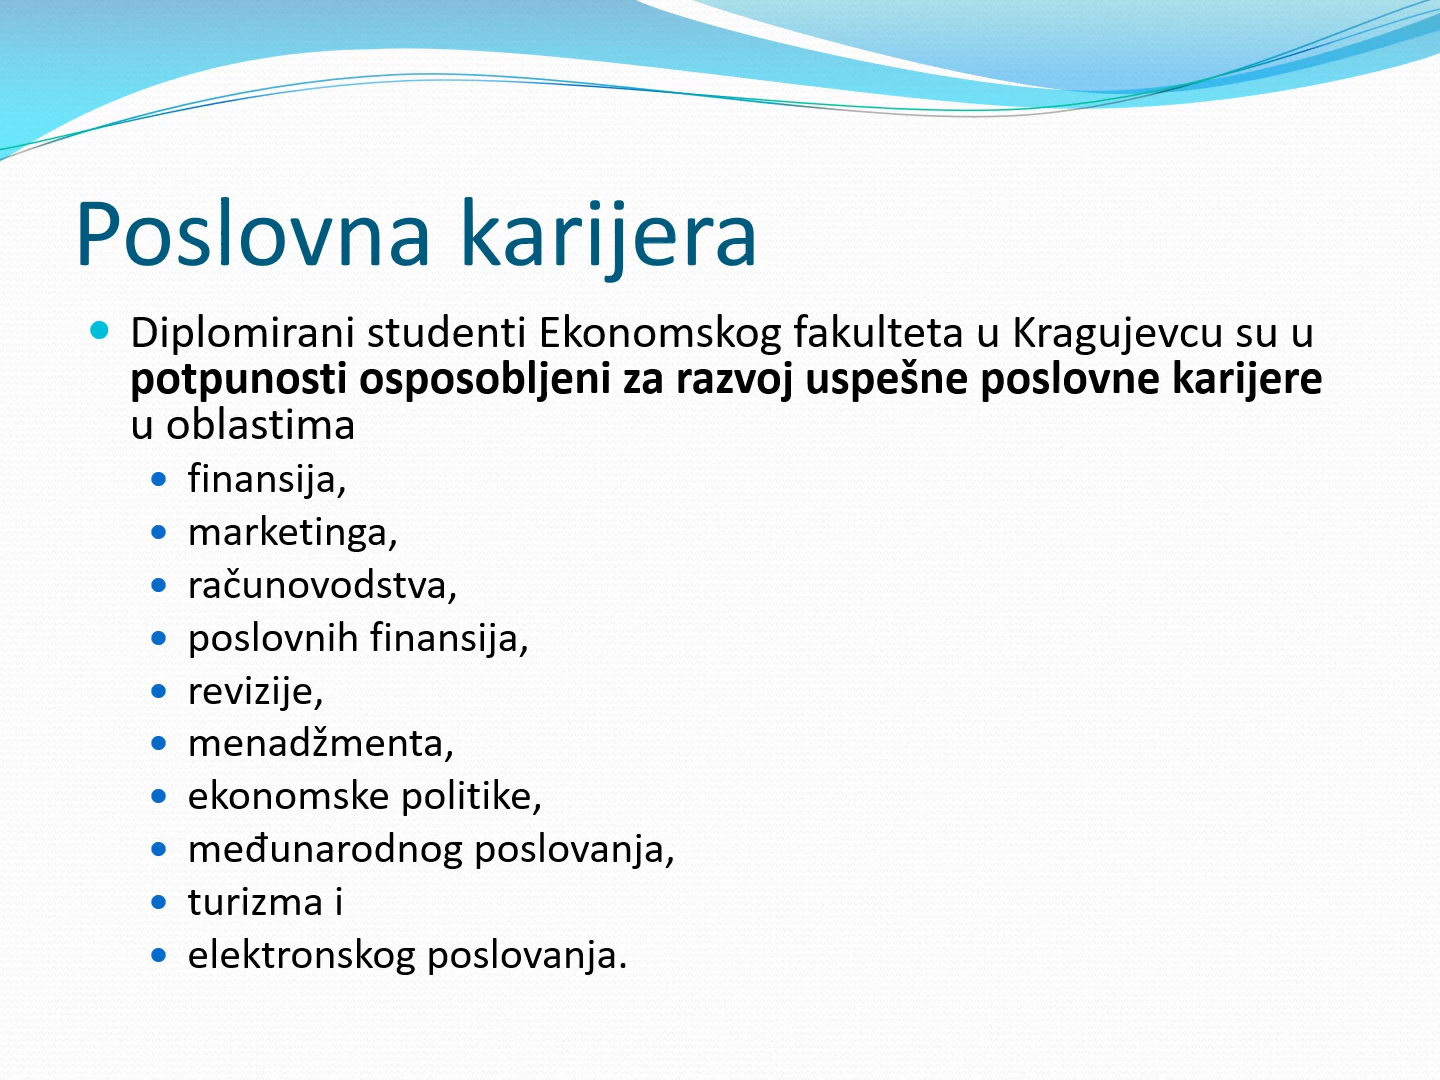 Poslovna karijera
Diplomirani studenti Ekonomskog fakulteta u Kragujevcu su u
potpunosti osposobljeni za razvoj uspešne poslovne karijere
u oblastima
finansija,
marketinga,
računovodstva,
poslovnih finansija,
revizije,
menadžmenta,
ekonomske politike,
međunarodnog poslovanja,
turizma i
elektronskog poslovanja.